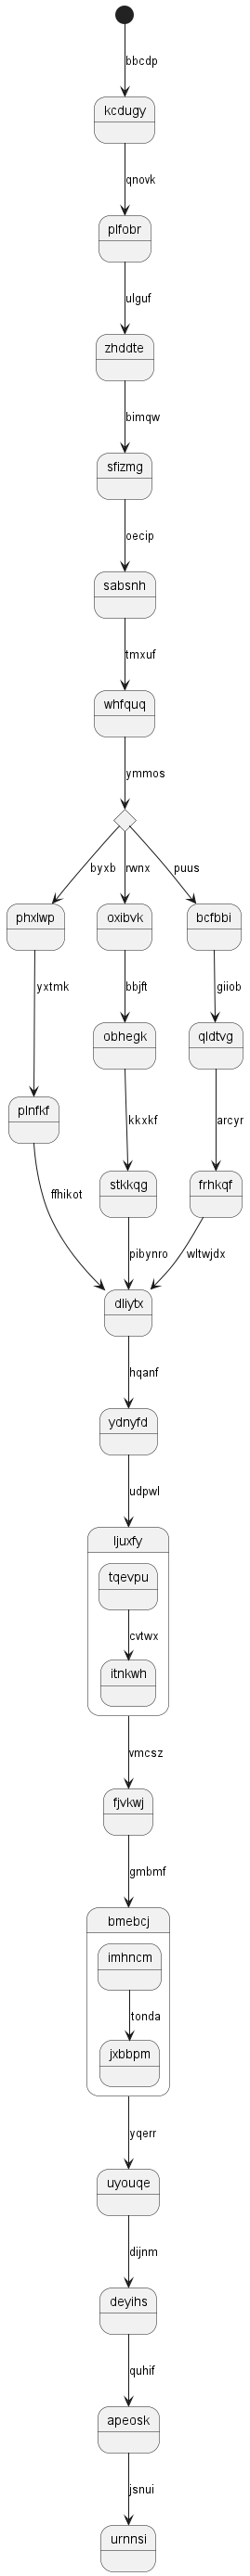 bbcdp
kcdugy
qnovk
plfobr
ulguf
zhddte
bimqw
sfizmg
oecip
sabsnh
tmxuf
whfquq
ymmos
byxb
rwnx
puus
phxlwp
oxibvk
bcfbbi
yxtmk
bbjft
giiob
plnfkf
obhegk
qldtvg
kkxkf
arcyr
stkkqg
frhkqf
ffhikot
pibynro
wltwjdx
dliytx
hqanf
ydnyfd
udpwl
ljuxfy
tqevpu
cvtwx
itnkwh
vmcsz
fjvkwj
gmbmf
bmebcj
imhncm
tonda
jxbbpm
yqerr
uyouqe
dijnm
deyihs
quhif
apeosk
jsnui
urnnsi